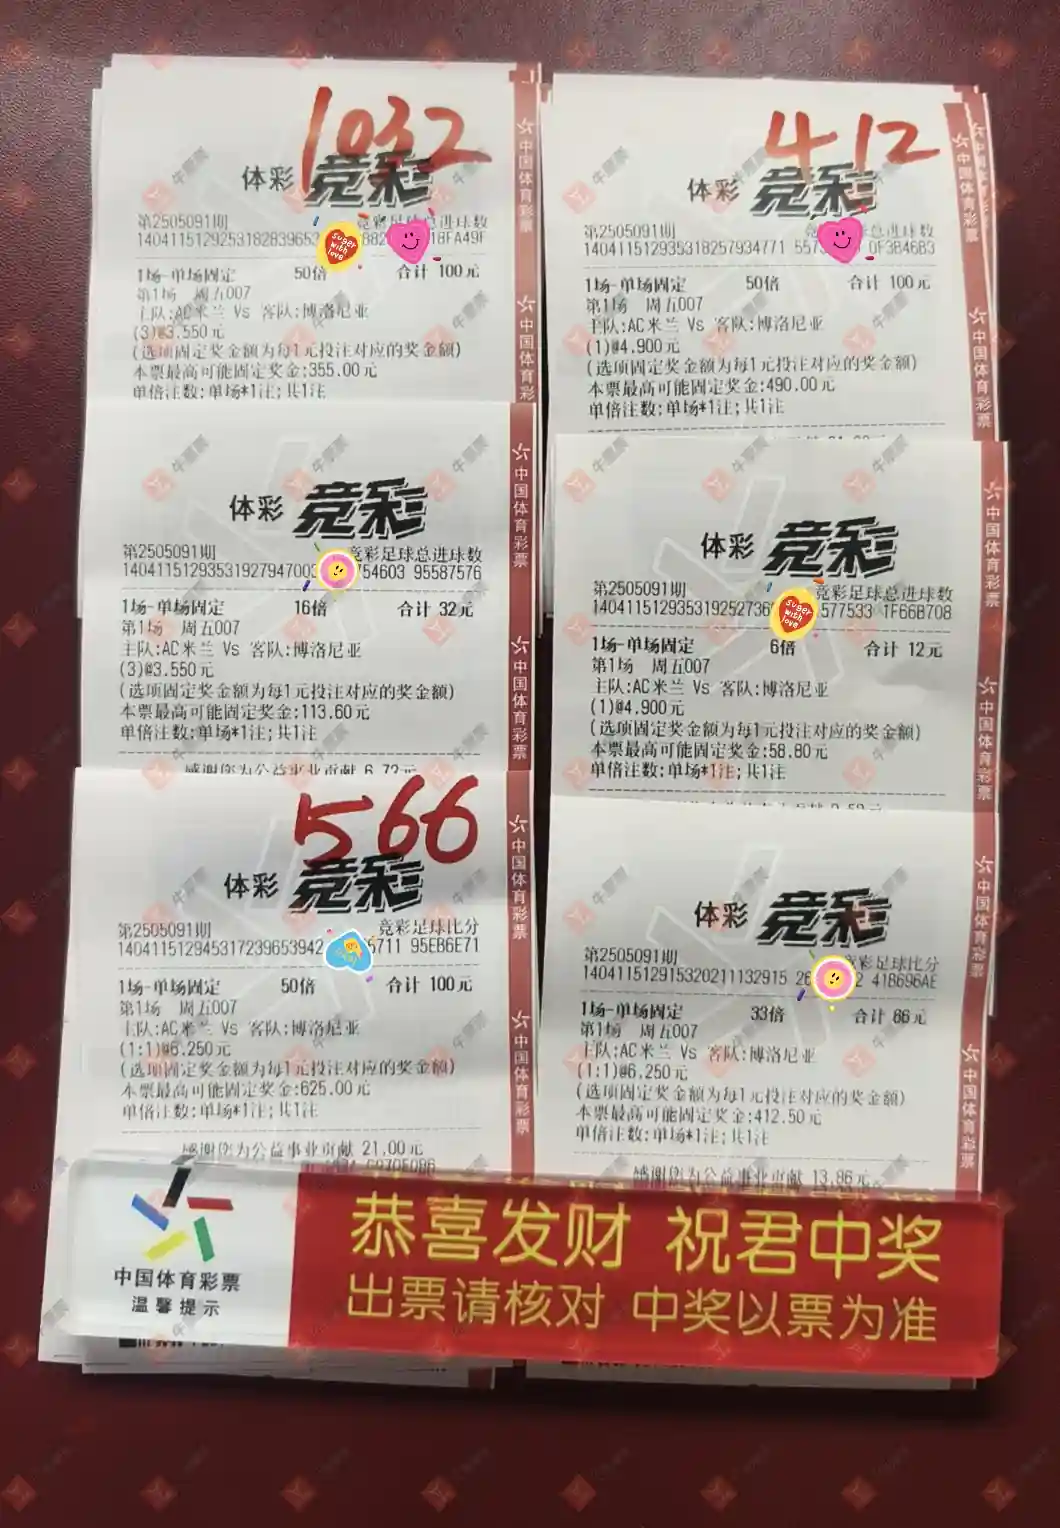 1032
体彩 竞彩
第2505091期 竞彩足球总进球数
1场-单场固定 50倍 合计 100元
第1场 周五007
主队:AC米兰 Vs 客队:博洛尼亚
(3)@3.550元
(选项固定奖金额为每1元投注对应的奖金额)
本票最高可能固定奖金:355.00元
单倍注数:单场*1注;共1注
体彩 竞彩
第2505091期 竞彩足球总进球数
1场-单场固定 16倍 合计 32元
第1场 周五007
主队:AC米兰 Vs 客队:博洛尼亚
(3)@3.550元
(选项固定奖金额为每1元投注对应的奖金额)
本票最高可能固定奖金:113.60元
单倍注数:单场*1注;共1注
感谢您为公益事业贡献 6.72元
566
体彩 竞彩
第2505091期 竞彩足球比分
1场-单场固定 50倍 合计 100元
第1场 周五007
主队:AC米兰 Vs 客队:博洛尼亚
(1:1)@6.250元
(选项固定奖金额为每1元投注对应的奖金额)
本票最高可能固定奖金:625.00元
单倍注数:单场*1注;共1注
感谢您为公益事业贡献 21.00元
412
体彩 竞彩
第2505091期 足球总进球数
1场-单场固定 50倍 合计 100元
第1场 周五007
主队:AC米兰 Vs 客队:博洛尼亚
(1)@4.900元
(选项固定奖金额为每1元投注对应的奖金额)
本票最高可能固定奖金:490.00元
单倍注数:单场*1注;共1注
体彩 竞彩
第2505091期 竞彩足球总进球数
1场-单场固定 6倍 合计 12元
第1场 周五007
主队:AC米兰 Vs 客队:博洛尼亚
(1)@4.900元
(选项固定奖金额为每1元投注对应的奖金额)
本票最高可能固定奖金:58.80元
单倍注数:单场*1注;共1注
体彩 竞彩
第2505091期 竞彩足球比分
1场-单场固定 33倍 合计 66元
第1场 周五007
主队:AC米兰 Vs 客队:博洛尼亚
(1:1)@6.250元
(选项固定奖金额为每1元投注对应的奖金额)
本票最高可能固定奖金:412.50元
单倍注数:单场*1注;共1注
感谢您为公益事业贡献 13.86元
中国体育彩票
温馨提示
恭喜发财 祝君中奖
出票请核对 中奖以票为准